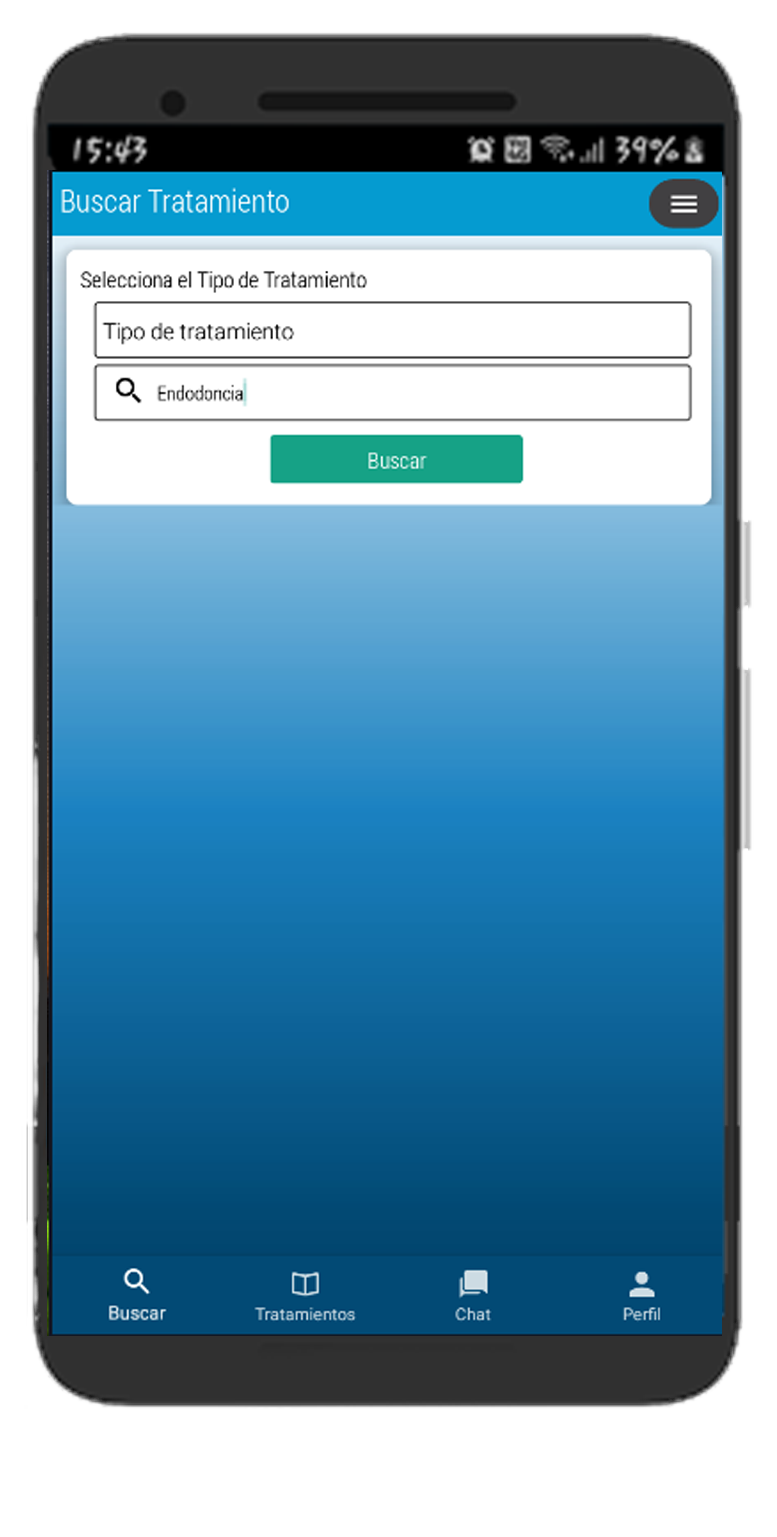 15:43 39%
Buscar Tratamiento
Selecciona el Tipo de Tratamiento
Tipo de tratamiento
Endodoncia
Buscar
Buscar Tratamientos Chat Perfil